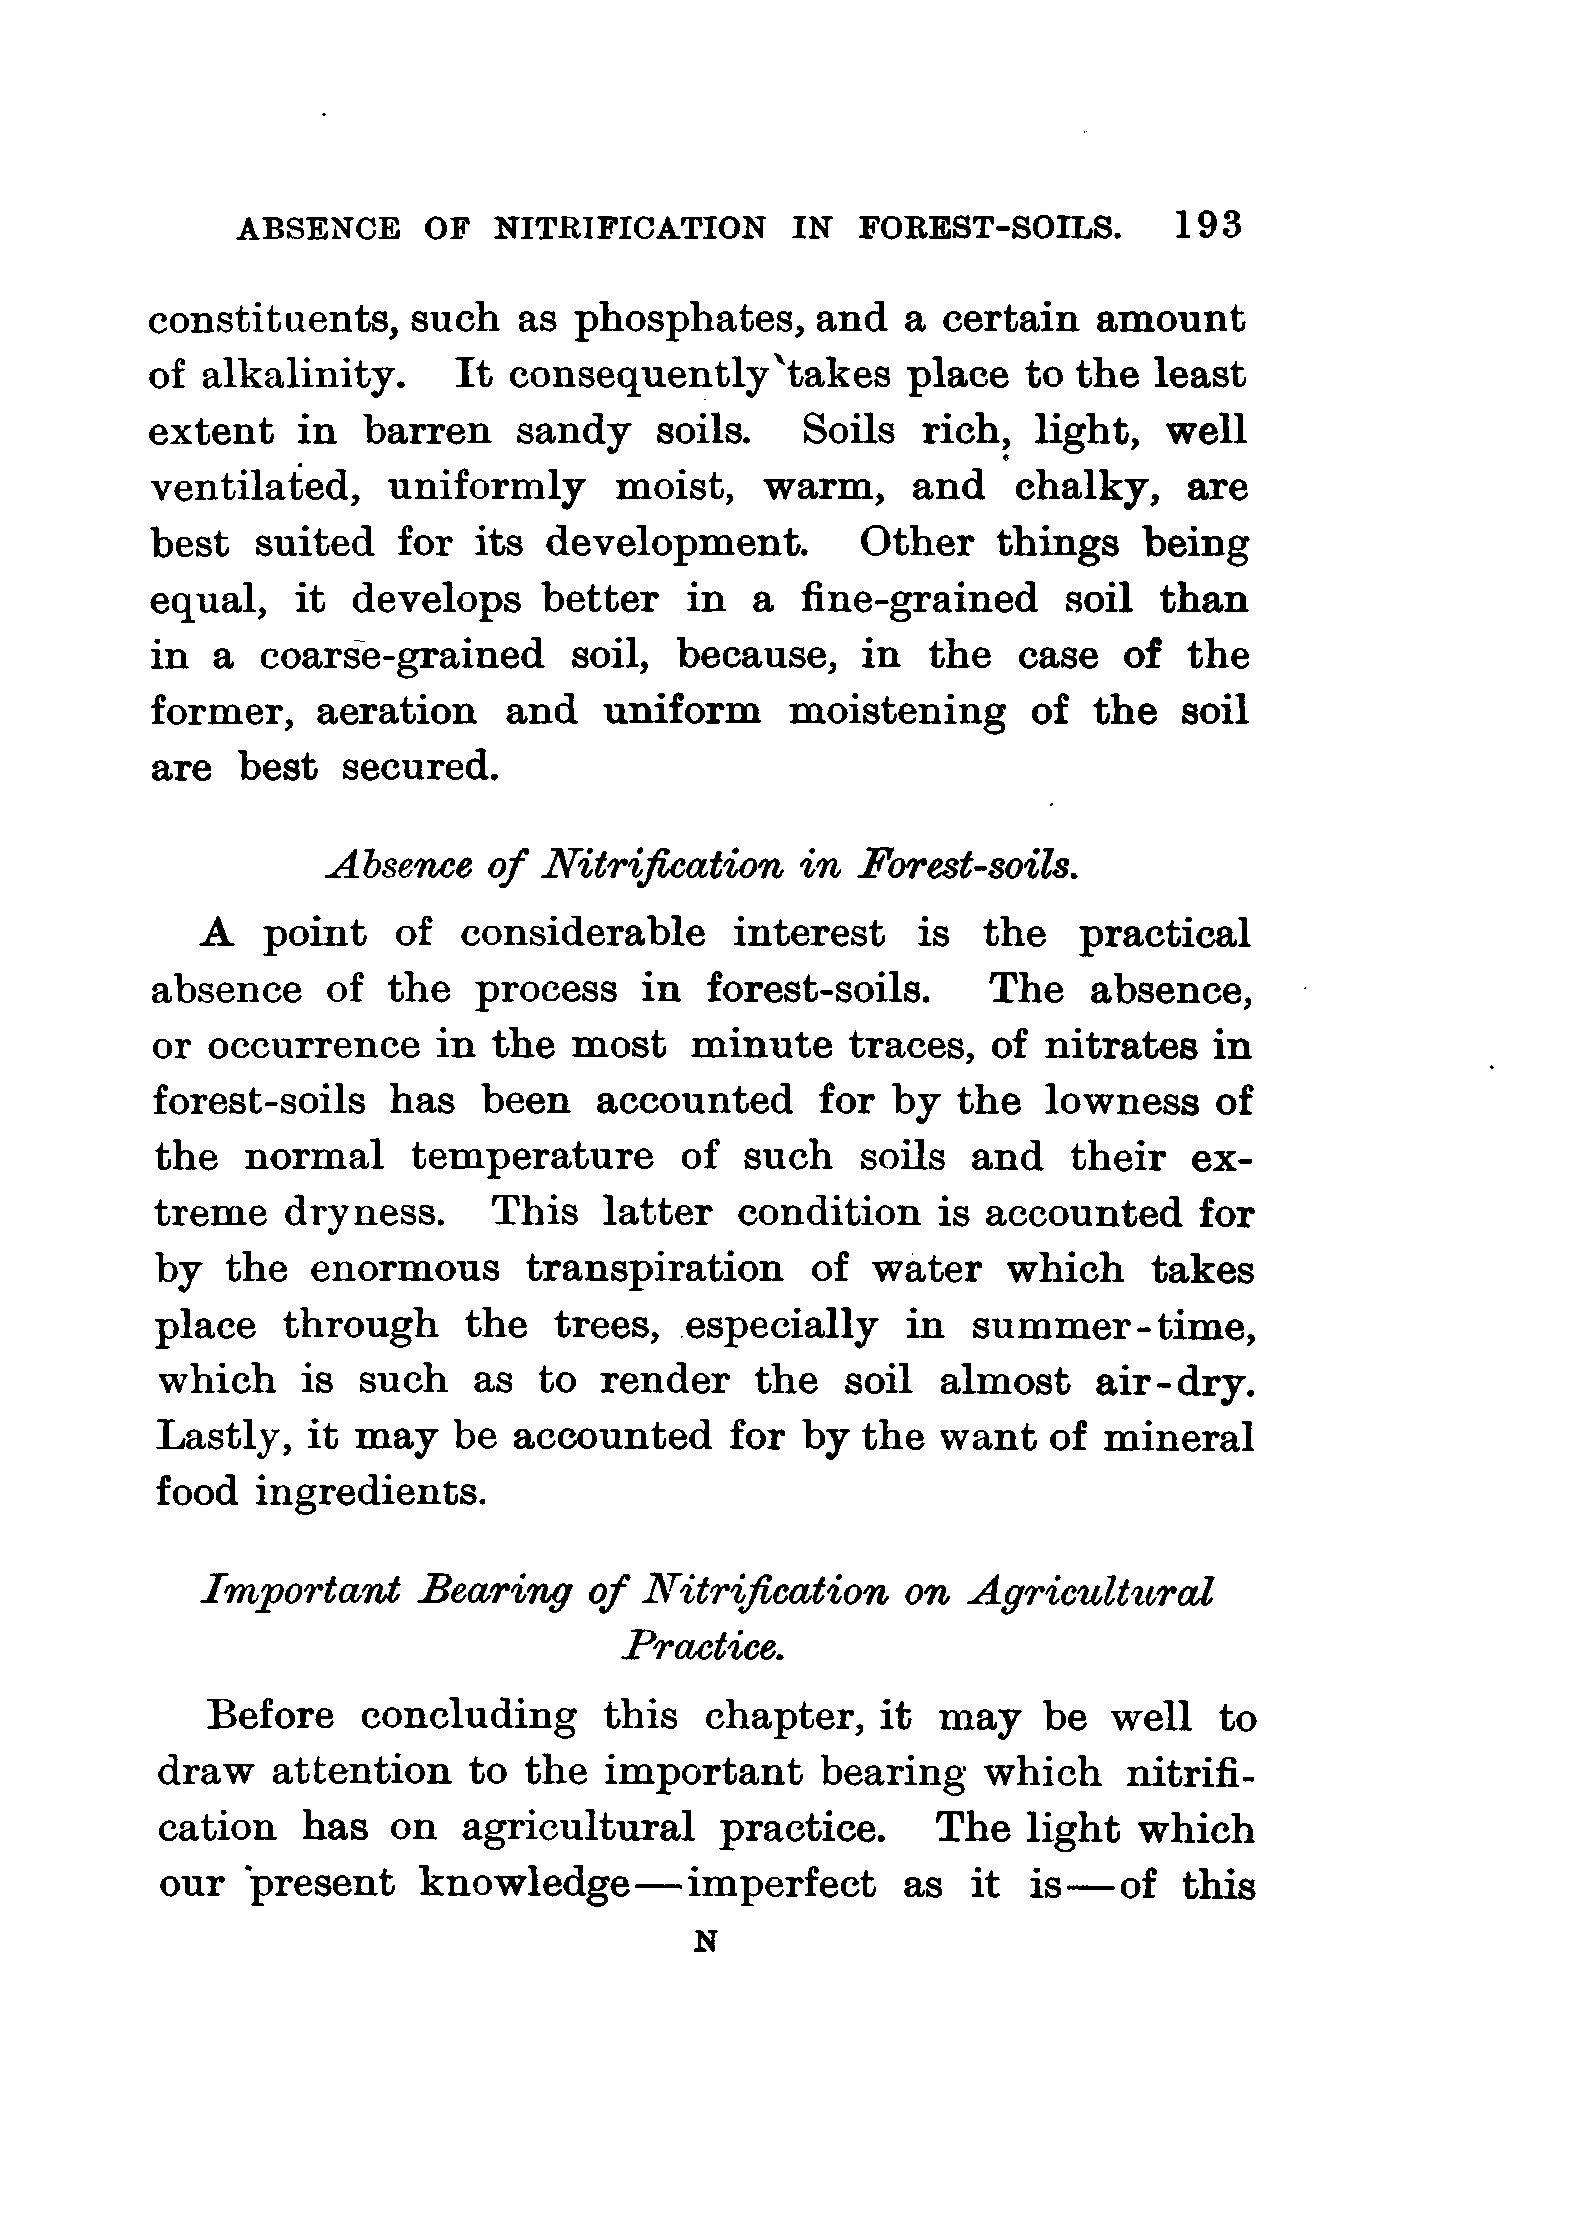 ABSENCE OF NITRIFICATION IN FOREST-SOILS. 193
constituents, such as phosphates, and a certain amount
of alkalinity. It consequently takes place to the least
extent in barren sandy soils. Soils rich, light, well
ventilated, uniformly moist, warm, and chalky, are
best suited for its development. Other things being
equal, it develops better in a fine-grained soil than
in a coarse-grained soil, because, in the case of the
former, aeration and uniform moistening of the soil
are best secured.
Absence of Nitrification in Forest-soils.
A point of considerable interest is the practical
absence of the process in forest-soils. The absence,
or occurrence in the most minute traces, of nitrates in
forest-soils has been accounted for by the lowness of
the normal temperature of such soils and their ex-
treme dryness. This latter condition is accounted for
by the enormous transpiration of water which takes
place through the trees, especially in summer-time,
which is such as to render the soil almost air-dry.
Lastly, it may be accounted for by the want of mineral
food ingredients.
Important Bearing of Nitrification on Agricultural
Practice.
Before concluding this chapter, it may be well to
draw attention to the important bearing which nitrifi-
cation has on agricultural practice. The light which
our present knowledge—imperfect as it is—of this
N